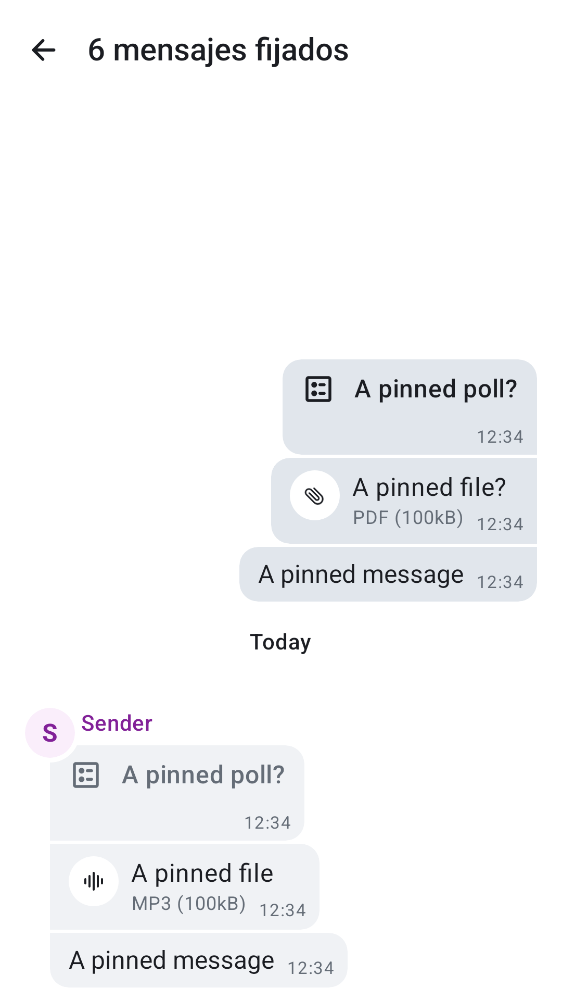 6 mensajes fijados
A pinned poll?
12:34
A pinned file?
PDF (100kB) 12:34
A pinned message 12:34
Today
S Sender
A pinned poll?
12:34
A pinned file
MP3 (100kB) 12:34
A pinned message 12:34